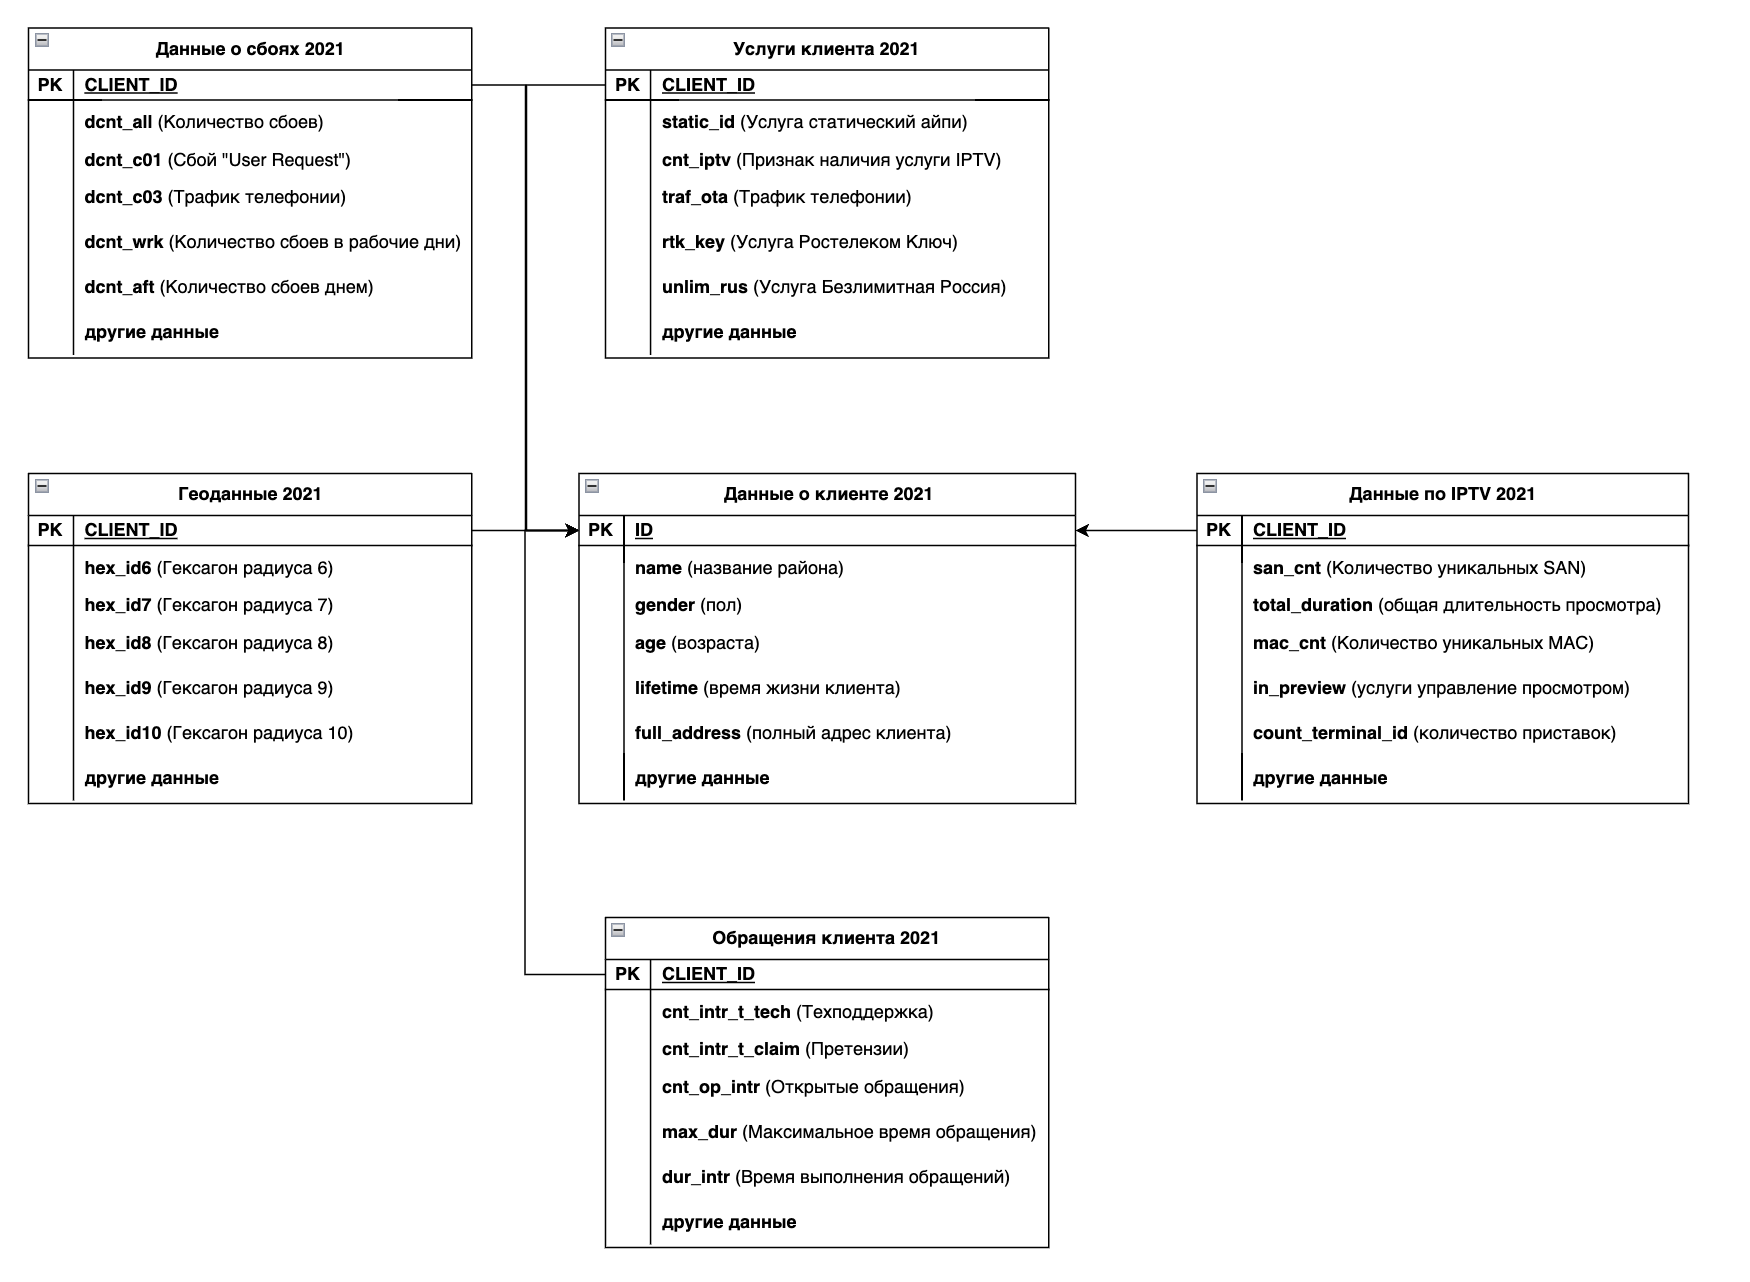 Данные о сбоях 2021
PK CLIENT_ID
dcnt_all (Количество сбоев)
dcnt_c01 (Сбой "User Request")
dcnt_c03 (Трафик телефонии)
dcnt_wrk (Количество сбоев в рабочие дни)
dcnt_aft (Количество сбоев днем)
другие данные
Услуги клиента 2021
PK CLIENT_ID
static_id (Услуга статический айпи)
cnt_iptv (Признак наличия услуги IPTV)
traf_ota (Трафик телефонии)
rtk_key (Услуга Ростелеком Ключ)
unlim_rus (Услуга Безлимитная Россия)
другие данные
Геоданные 2021
PK CLIENT_ID
hex_id6 (Гексагон радиуса 6)
hex_id7 (Гексагон радиуса 7)
hex_id8 (Гексагон радиуса 8)
hex_id9 (Гексагон радиуса 9)
hex_id10 (Гексагон радиуса 10)
другие данные
Данные о клиенте 2021
PK ID
name (название района)
gender (пол)
age (возраста)
lifetime (время жизни клиента)
full_address (полный адрес клиента)
другие данные
Данные по IPTV 2021
PK CLIENT_ID
san_cnt (Количество уникальных SAN)
total_duration (общая длительность просмотра)
mac_cnt (Количество уникальных MAC)
in_preview (услуги управление просмотром)
count_terminal_id (количество приставок)
другие данные
Обращения клиента 2021
PK CLIENT_ID
cnt_intr_t_tech (Техподдержка)
cnt_intr_t_claim (Претензии)
cnt_op_intr (Открытые обращения)
max_dur (Максимальное время обращения)
dur_intr (Время выполнения обращений)
другие данные